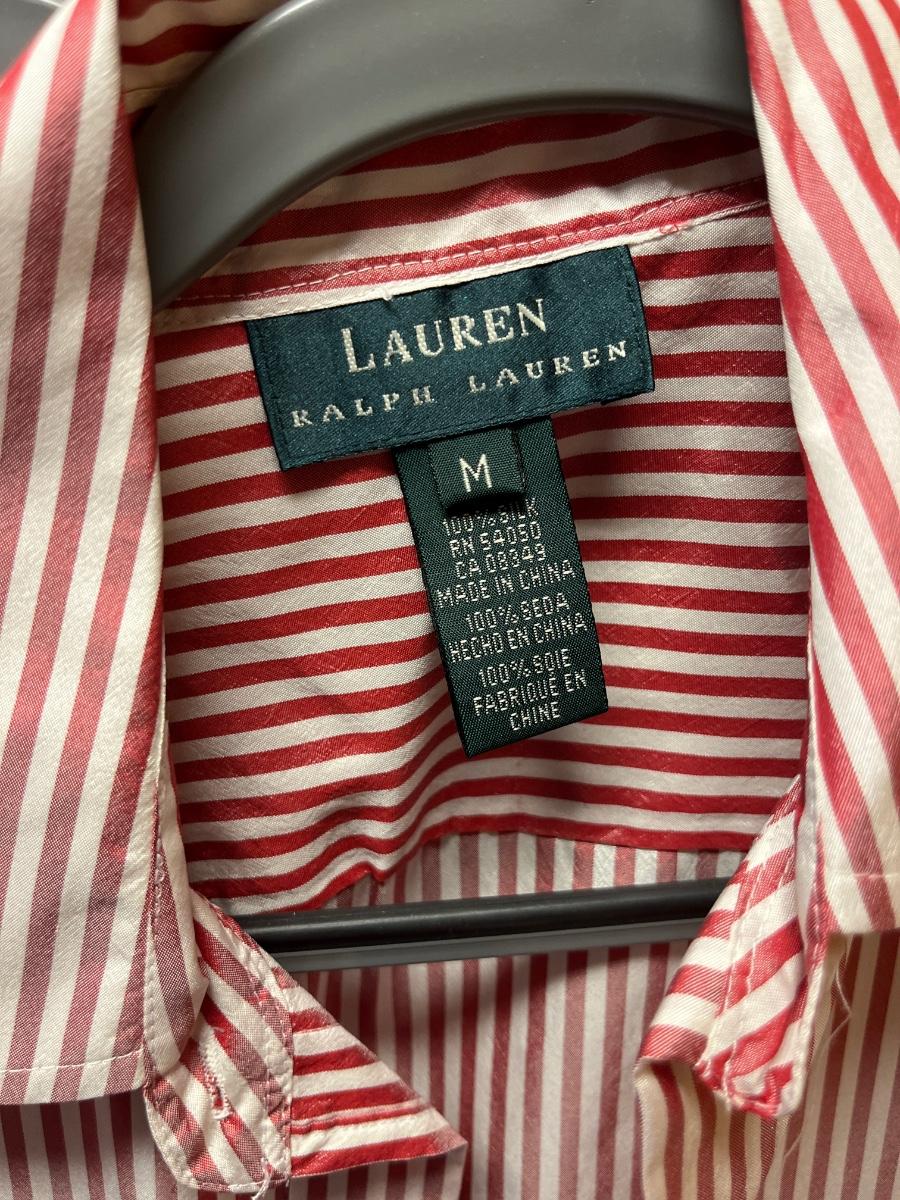 LAUREN
RALPH LAUREN
M
100% SILK
RN 54050
CA 08349
MADE IN CHINA
100% SEDA
HECHO EN CHINA
100% SOIE
FABRIQUÉ EN
CHINE